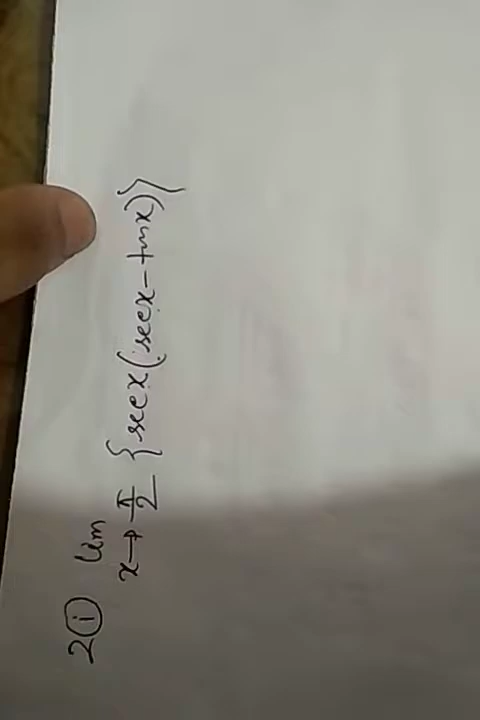 2 (i) lim {secx(secx-tanx)}
x→π/2